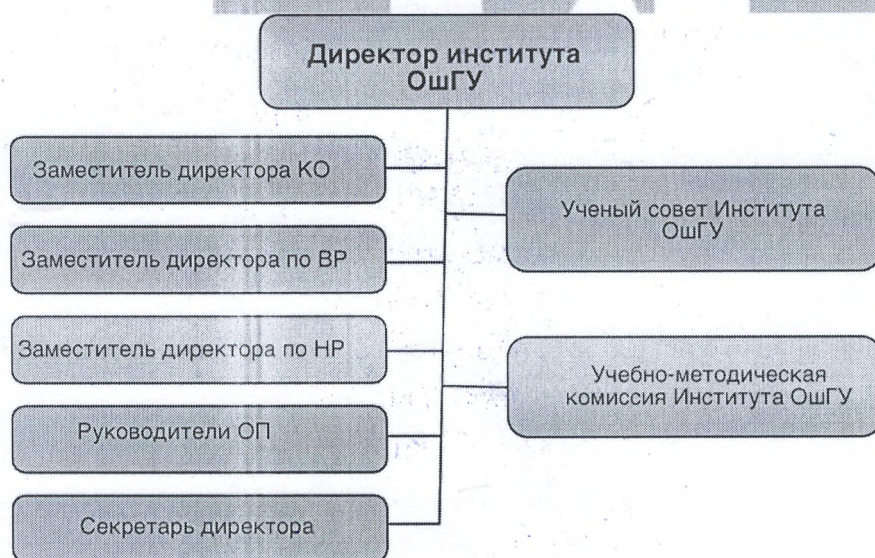 Директор института
ОшГУ
Заместитель директора КО
Заместитель директора по ВР
Заместитель директора по НР
Руководители ОП
Секретарь директора
Ученый совет Института
ОшГУ
Учебно-методическая
комиссия Института ОшГУ